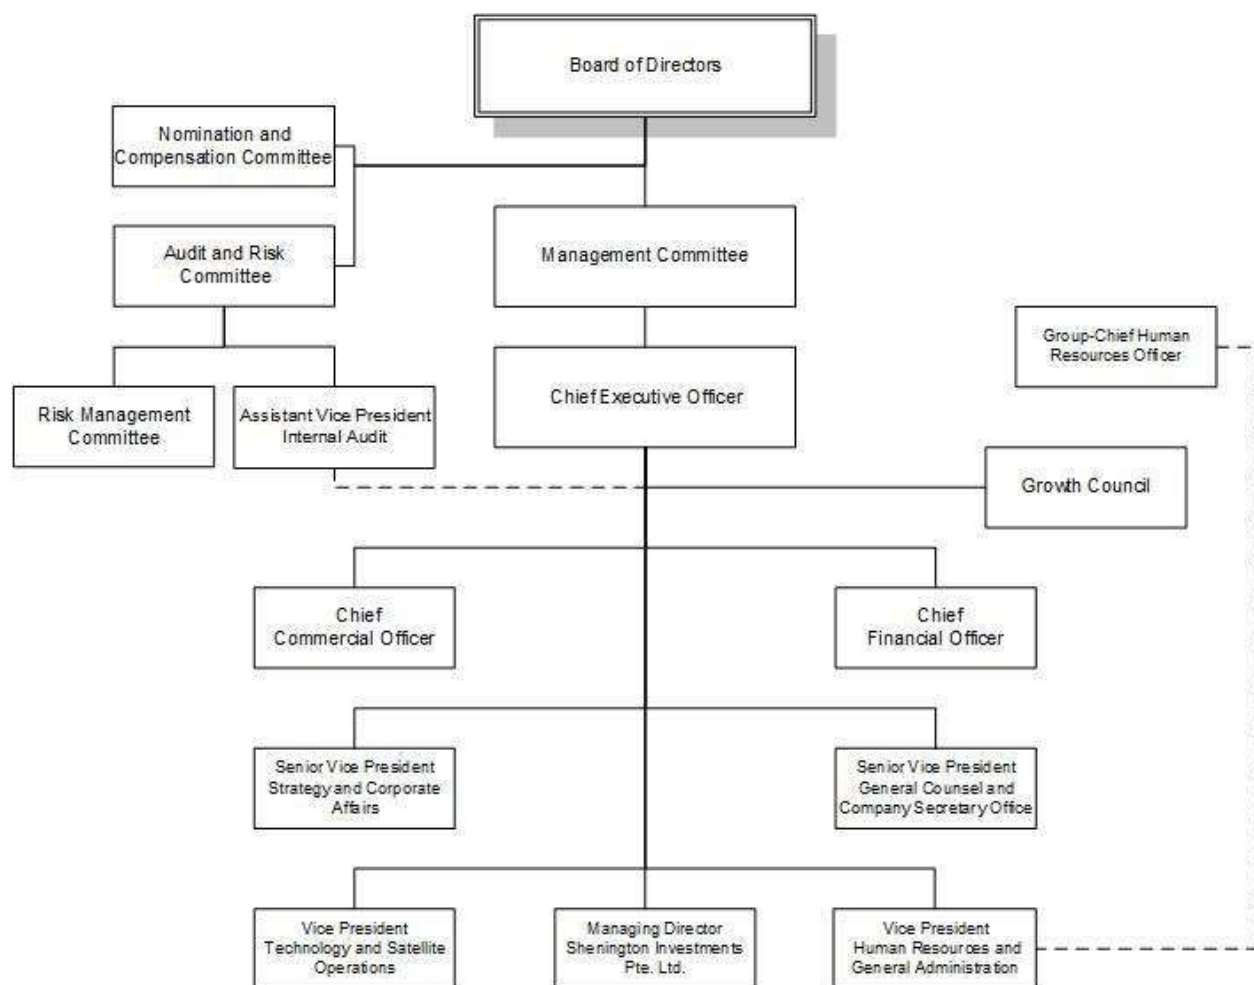 Board of Directors
Nomination and
Compensation Committee
Audit and Risk
Committee
Management Committee
Group-Chief Human
Resources Officer
Risk Management
Committee
Assistant Vice President
Internal Audit
Chief Executive Officer
Growth Council
Chief
Commercial Officer
Chief
Financial Officer
Senior Vice President
Strategy and Corporate
Affairs
Senior Vice President
General Counsel and
Company Secretary Office
Vice President
Technology and Satellite
Operations
Managing Director
Shenington Investments
Pte. Ltd.
Vice President
Human Resources and
General Administration